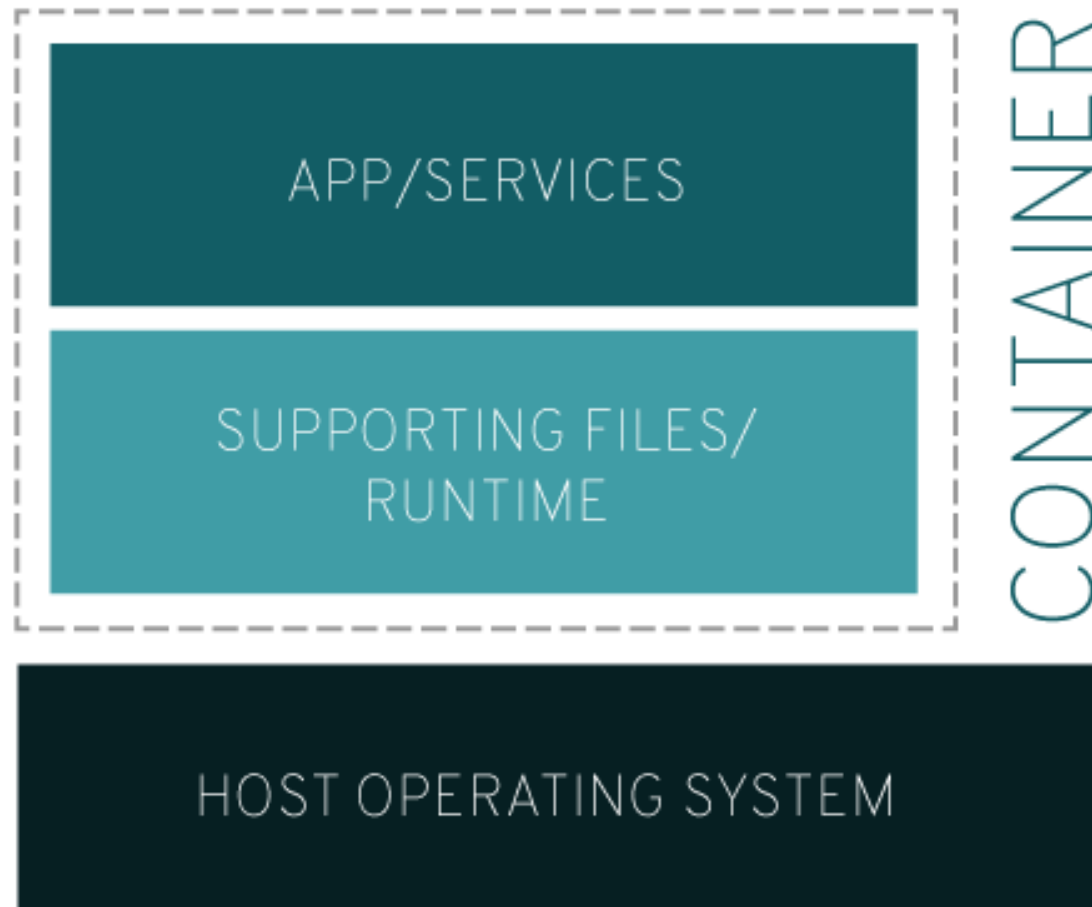 APP/SERVICES
SUPPORTING FILES/
RUNTIME
CONTAINER
HOST OPERATING SYSTEM